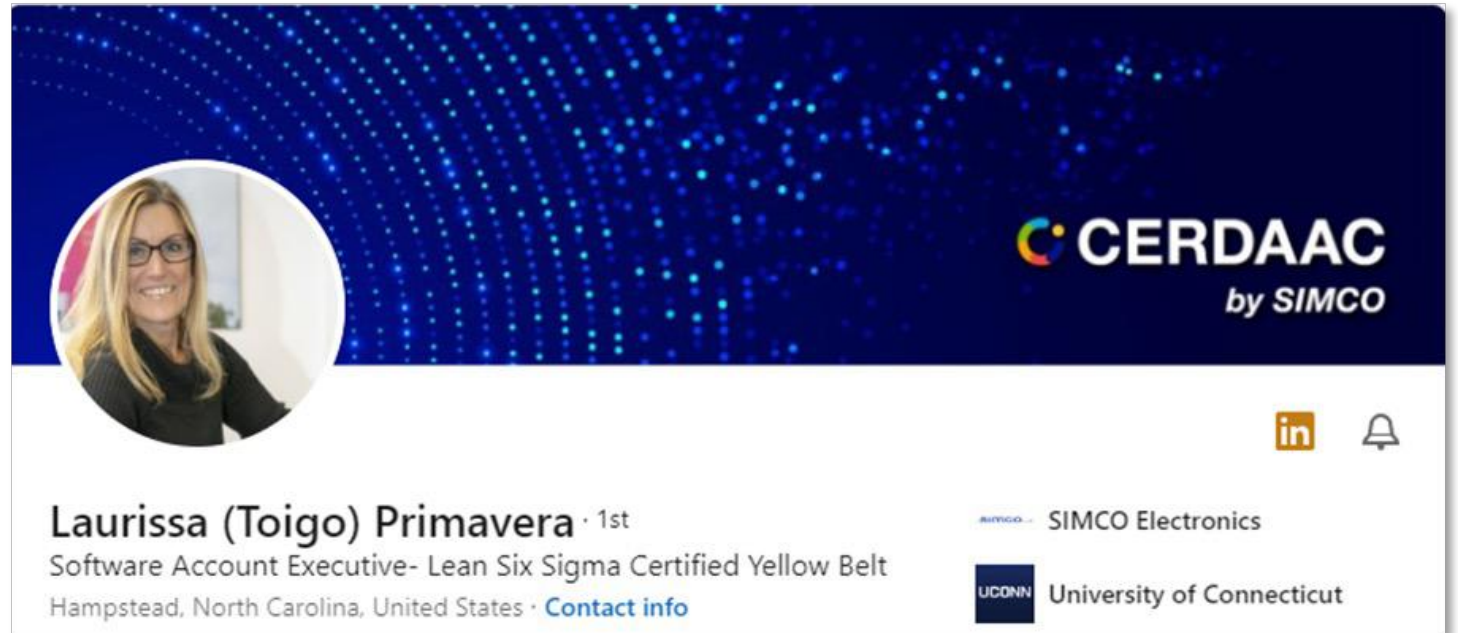 CERDAAC
by SIMCO
in
Laurissa (Toigo) Primavera · 1st
Software Account Executive- Lean Six Sigma Certified Yellow Belt
Hampstead, North Carolina, United States · Contact info
SIMCO SIMCO Electronics
UCONN University of Connecticut